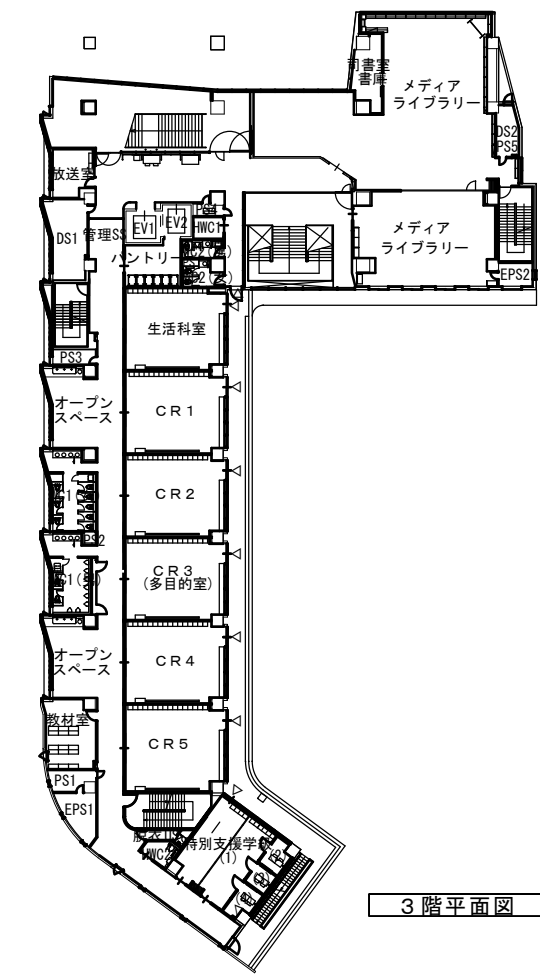 司書室
書庫
メディア
ライブラリー
DS2
PS5
放送室
PS4
EV1
EV2
HWC1
DS1
管理SS
パントリー
メディア
ライブラリー
EPS2
生活科室
PS3
オープン
スペース
CR1
CR2
PS2
CR3
(多目的室)
オープン
スペース
CR4
教材室
CR5
PS1
EPS1
HWC2
特別支援学級
(1)
3階平面図